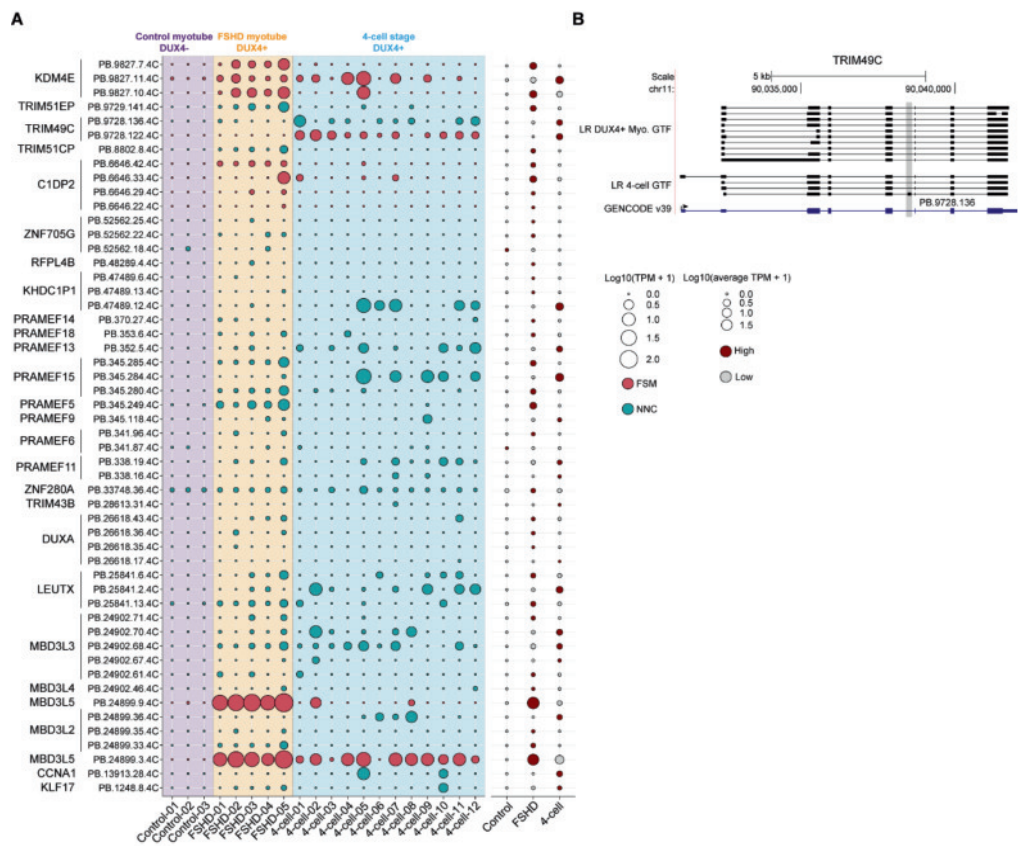 A
B
Control myotube
DUX4-
FSHD myotube
DUX4+
4-cell stage
DUX4+
KDM4E
PB.9827.7.4C
PB.9827.11.4C
PB.9827.10.4C
TRIM51EP
PB.9729.141.4C
TRIM49C
PB.9728.136.4C
PB.9728.122.4C
TRIM51CP
PB.8802.8.4C
C1DP2
PB.6646.42.4C
PB.6646.33.4C
PB.6646.29.4C
PB.6646.22.4C
ZNF705G
PB.52562.25.4C
PB.52562.22.4C
PB.52562.18.4C
RFPL4B
PB.48289.4.4C
KHDC1P1
PB.47489.6.4C
PB.47489.13.4C
PB.47489.12.4C
PRAMEF14
PB.370.27.4C
PRAMEF18
PB.353.6.4C
PRAMEF13
PB.352.5.4C
PRAMEF15
PB.345.285.4C
PB.345.284.4C
PB.345.280.4C
PRAMEF5
PB.345.249.4C
PRAMEF9
PB.345.118.4C
PRAMEF6
PB.341.96.4C
PB.341.87.4C
PRAMEF11
PB.338.19.4C
PB.338.16.4C
ZNF280A
PB.33748.36.4C
TRIM43B
PB.28613.31.4C
DUXA
PB.26618.43.4C
PB.26618.36.4C
PB.26618.35.4C
PB.26618.17.4C
LEUTX
PB.25841.6.4C
PB.25841.2.4C
PB.25841.13.4C
MBD3L3
PB.24902.71.4C
PB.24902.70.4C
PB.24902.68.4C
PB.24902.67.4C
PB.24902.61.4C
MBD3L4
PB.24902.46.4C
MBD3L5
PB.24899.9.4C
MBD3L2
PB.24899.36.4C
PB.24899.35.4C
PB.24899.33.4C
MBD3L5
PB.24899.3.4C
CCNA1
PB.13913.28.4C
KLF17
PB.1248.8.4C
Control-01
Control-02
Control-03
FSHD-01
FSHD-02
FSHD-03
FSHD-04
FSHD-05
4-cell-01
4-cell-02
4-cell-03
4-cell-04
4-cell-05
4-cell-06
4-cell-07
4-cell-08
4-cell-09
4-cell-10
4-cell-11
4-cell-12
Control
FSHD
4-cell
TRIM49C
Scale
5 kb
chr11:
90,035,000
90,040,000
LR DUX4+ Myo. GTF
LR 4-cell GTF
PB.9728.136
GENCODE v39
Log10(TPM + 1)
0.0
0.5
1.0
1.5
2.0
FSM
NNC
Log10(average TPM + 1)
0.0
0.5
1.0
1.5
High
Low